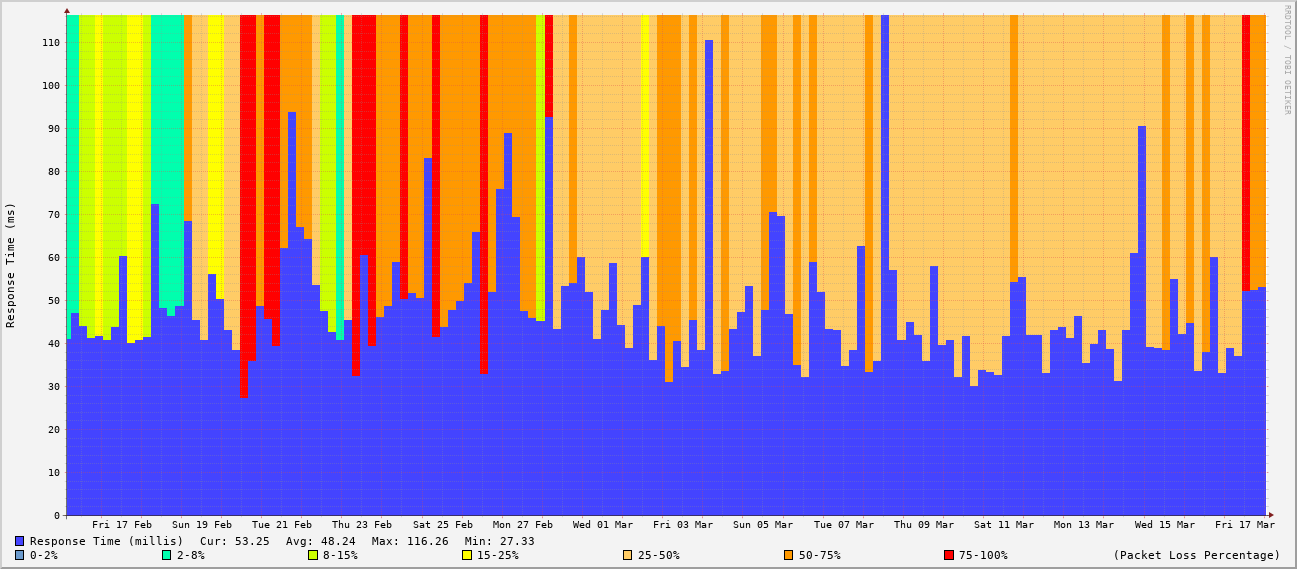 RRDTOOL / TOBI OETIKER
Response Time (ms)
110
100
90
80
70
60
50
40
30
20
10
0
Fri 17 Feb Sun 19 Feb Tue 21 Feb Thu 23 Feb Sat 25 Feb Mon 27 Feb Wed 01 Mar Fri 03 Mar Sun 05 Mar Tue 07 Mar Thu 09 Mar Sat 11 Mar Mon 13 Mar Wed 15 Mar Fri 17 Mar
Response Time (millis) Cur: 53.25 Avg: 48.24 Max: 116.26 Min: 27.33
0-2% 2-8% 8-15% 15-25% 25-50% 50-75% 75-100% (Packet Loss Percentage)